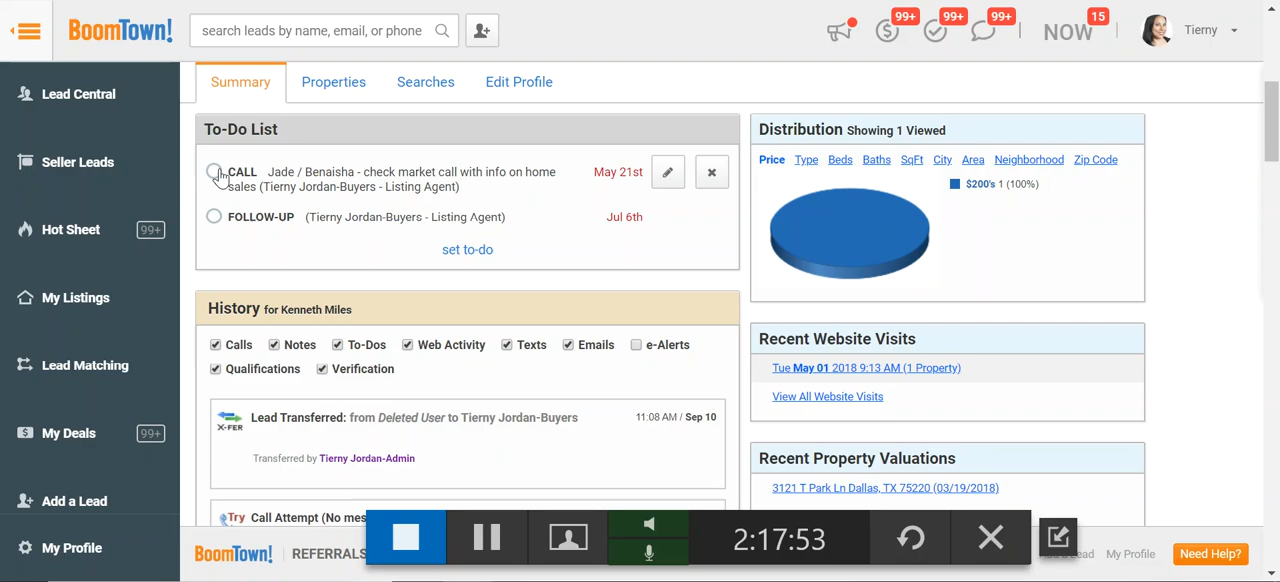 BoomTown!
search leads by name, email, or phone
99+
99+
99+
NOW
15
Tierny
Lead Central
Seller Leads
Hot Sheet 99+
My Listings
Lead Matching
My Deals 99+
Add a Lead
My Profile
Summary Properties Searches Edit Profile
To-Do List
CALL Jade / Benaisha - check market call with info on home
sales (Tierny Jordan-Buyers - Listing Agent)
May 21st
FOLLOW-UP (Tierny Jordan-Buyers - Listing Agent) Jul 6th
set to-do
History for Kenneth Miles
Calls Notes To-Dos Web Activity Texts Emails e-Alerts
Qualifications Verification
X-FER
Lead Transferred: from Deleted User to Tierny Jordan-Buyers 11:08 AM / Sep 10
Transferred by Tierny Jordan-Admin
Try Call Attempt (No mes
Distribution Showing 1 Viewed
Price Type Beds Baths SqFt City Area Neighborhood Zip Code
$200's 1 (100%)
Recent Website Visits
Tue May 01 2018 9:13 AM (1 Property)
View All Website Visits
Recent Property Valuations
3121 T Park Ln Dallas, TX 75220 (03/19/2018)
BoomTown! REFERRALS
2:17:53
Lead My Profile Need Help?